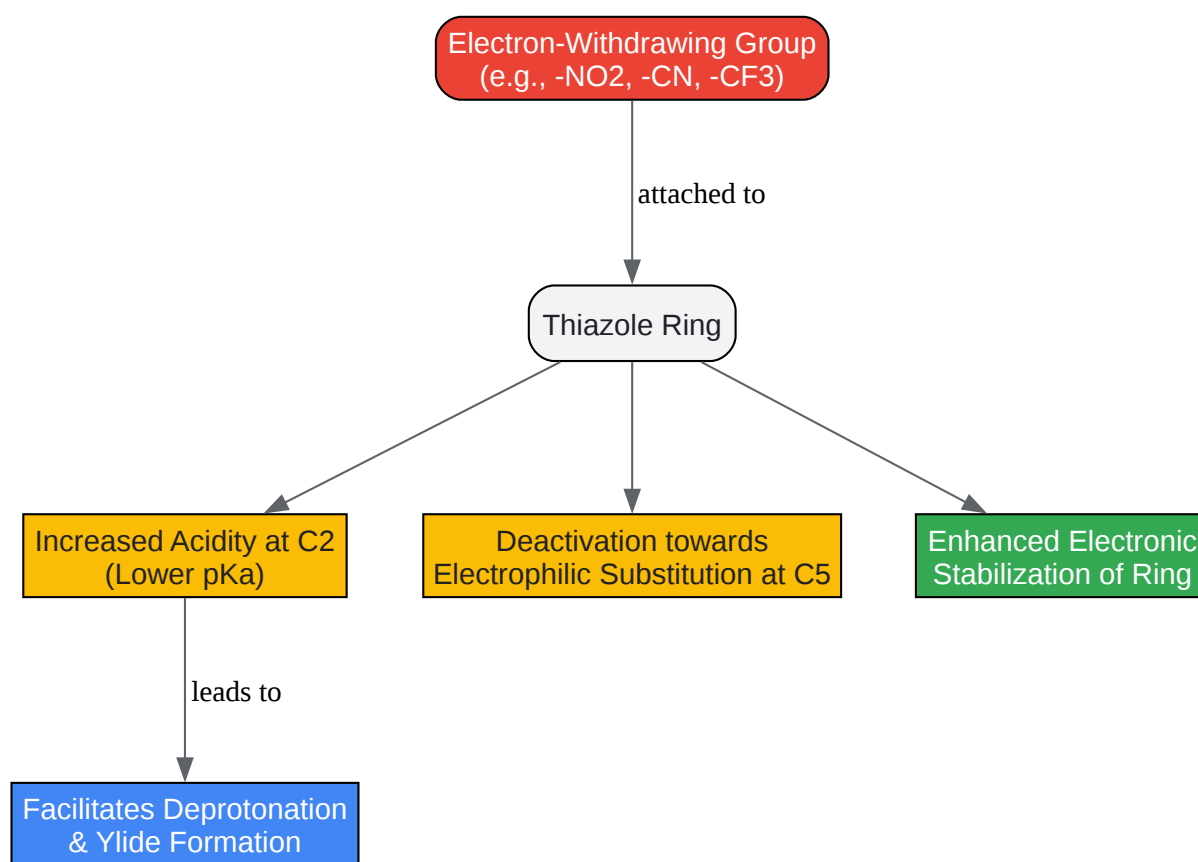 Electron-Withdrawing Group
(e.g., -NO2, -CN, -CF3)
attached to
Thiazole Ring
Increased Acidity at C2
(Lower pKa)
Deactivation towards
Electrophilic Substitution at C5
Enhanced Electronic
Stabilization of Ring
leads to
Facilitates Deprotonation
& Ylide Formation